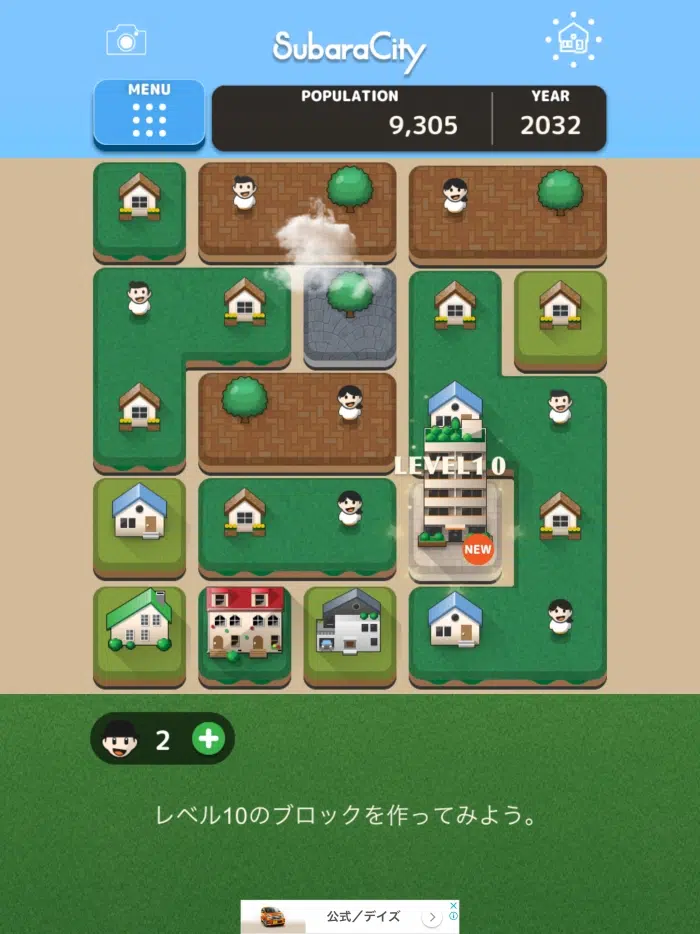 SubaraCity
MENU
POPULATION
YEAR
9,305
2032
LEVEL10
NEW
2
レベル10のブロックを作ってみよう。
公式／デイズ